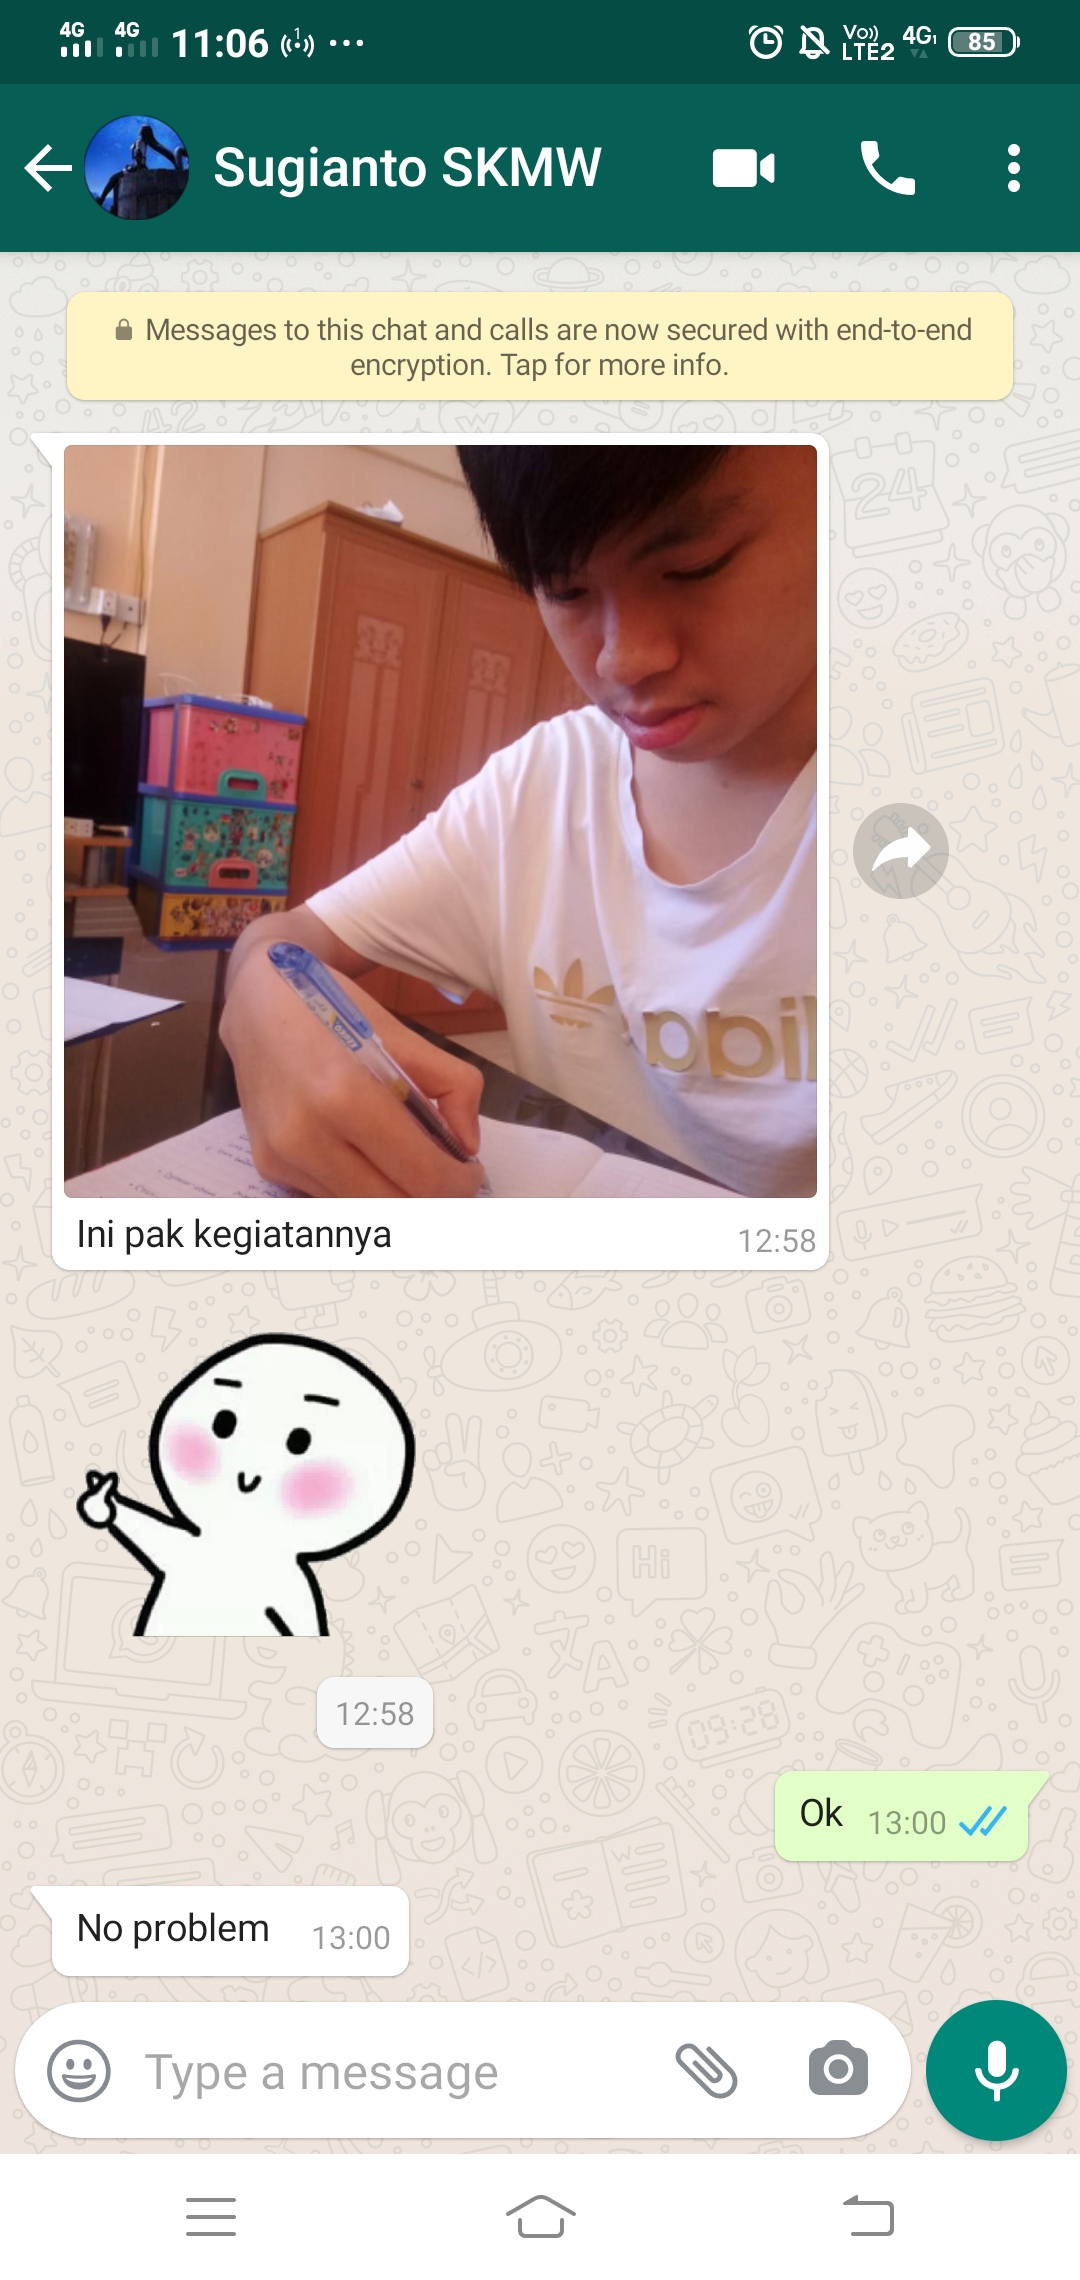 4G 4G 11:06 1 ... Vo)) LTE2 4G1 85
Sugianto SKMW
Messages to this chat and calls are now secured with end-to-end
encryption. Tap for more info.
Ini pak kegiatannya 12:58
12:58
Ok 13:00
No problem 13:00
Type a message